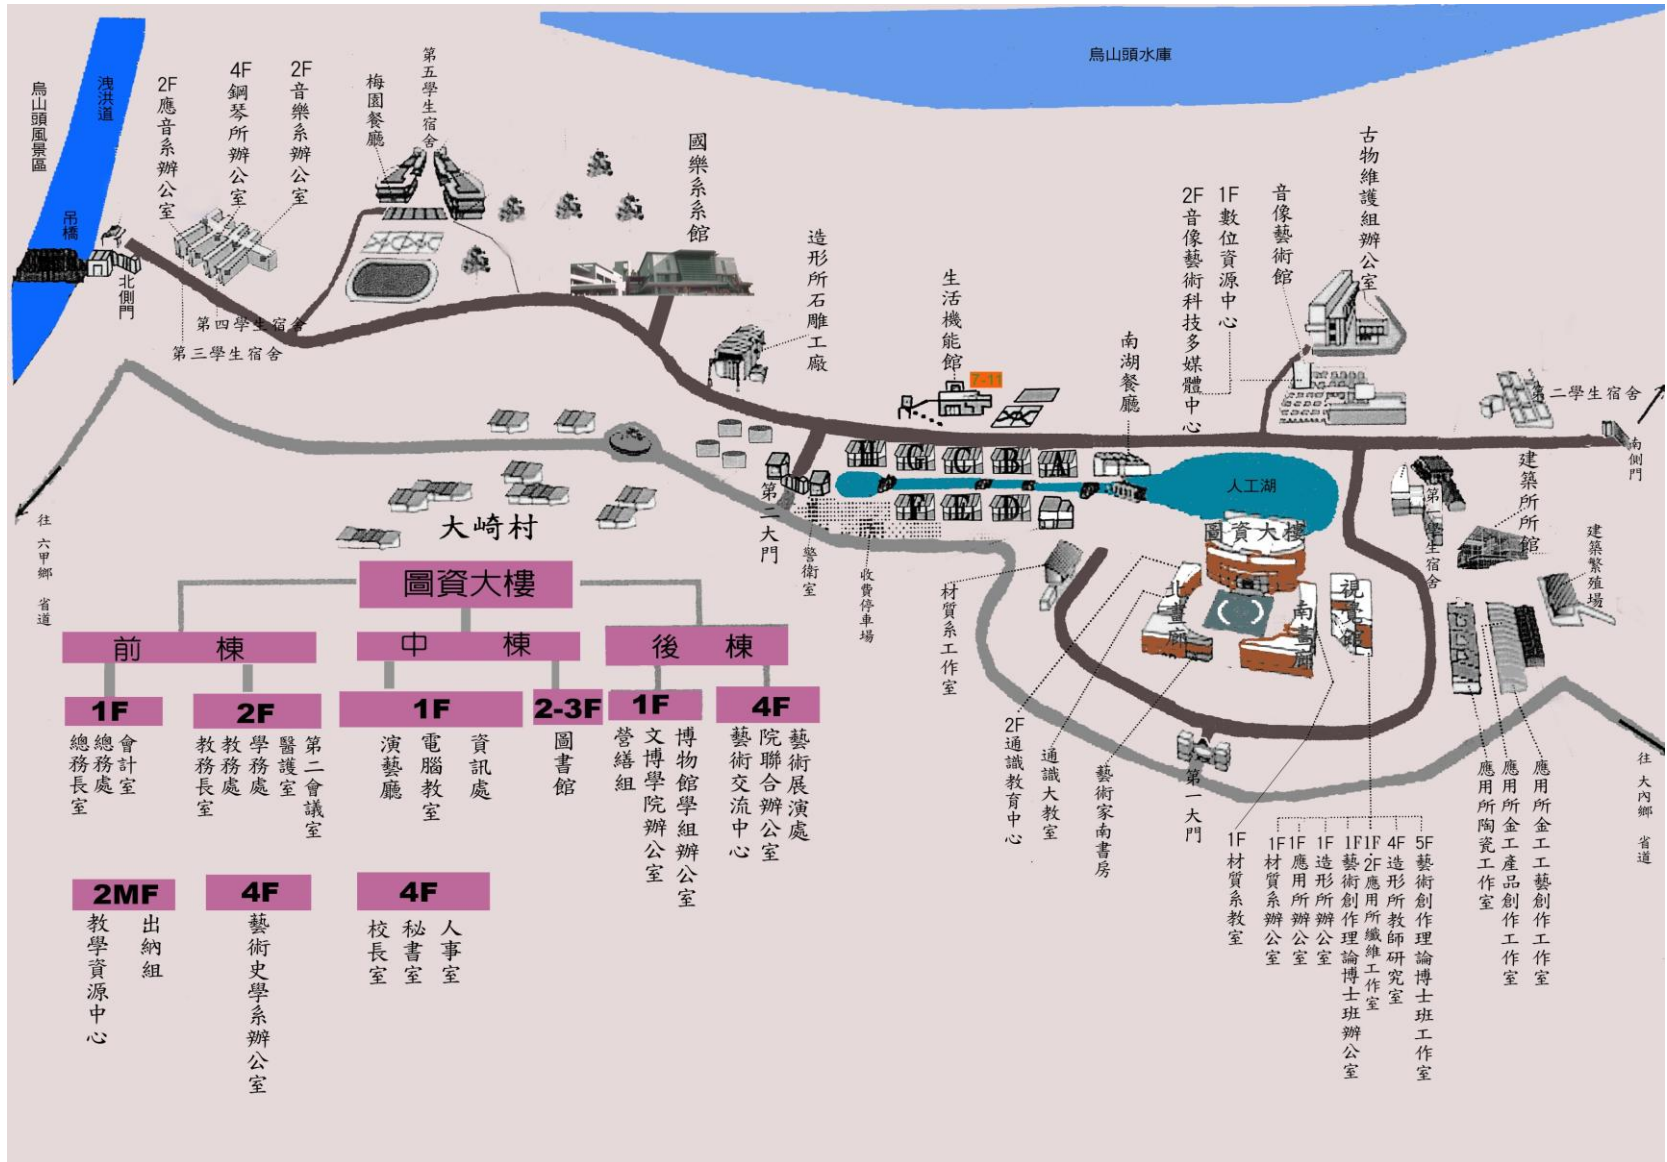 烏山頭水庫
烏山頭風景區
洩洪道
吊橋
北側門
2F應音系辦公室
4F鋼琴所辦公室
2F音樂系辦公室
第四學生宿舍
第三學生宿舍
梅園餐廳
第五學生宿舍
國樂系系館
造形所石雕工廠
生活機能館
7-11
南湖餐廳
2F音像藝術科技多媒體中心
1F數位資源中心
音像藝術館
古物維護組辦公室
第二學生宿舍
南側門
H
G
C
B
A
F
E
D
人工湖
第二大門
警衛室
收費停車場
大崎村
往 六甲鄉 省道
圖資大樓
北畫廊
南畫廊
視覺館
第一學生宿舍
建築所所館
建築繁殖場
材質系工作室
2F通識教育中心
通識大教室
藝術家南書房
第一大門
1F材質系教室
1F材質系辦公室
1F應用所辦公室
1F造形所辦公室
1F藝術創作理論博士班辦公室
1F
2F應用所纖維工作室
4F造形所教師研究室
5F藝術創作理論博士班工作室
應用所陶瓷工作室
應用所金工產品創作工作室
應用所金工工藝創作工作室
往 大內鄉 省道
圖資大樓
前棟
中棟
後棟
1F
總務長室
總務處
會計室
2F
教務長室
教務處
學務處
醫護室
第二會議室
1F
演藝廳
電腦教室
資訊處
2-3F
圖書館
1F
營繕組
文博學院辦公室
博物館學組辦公室
4F
藝術交流中心
院聯合辦公室
藝術展演處
2MF
教學資源中心
出納組
4F
藝術史學系辦公室
4F
校長室
秘書室
人事室